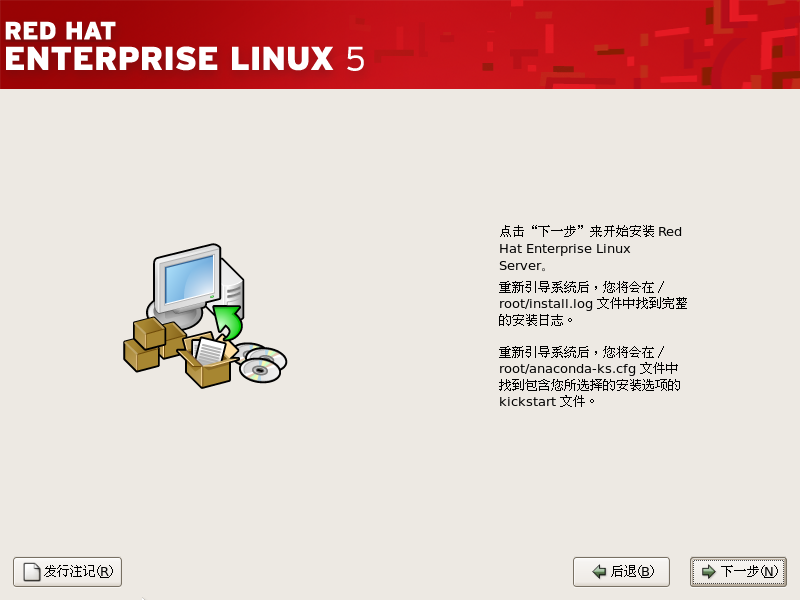 RED HAT
ENTERPRISE LINUX 5
点击“下一步”来开始安装 Red
Hat Enterprise Linux
Server。
重新引导系统后，您将会在 /
root/install.log 文件中找到完整
的安装日志。
重新引导系统后，您将会在 /
root/anaconda-ks.cfg 文件中
找到包含您所选择的安装选项的
kickstart 文件。
发行注记(R)
后退(B)
下一步(N)